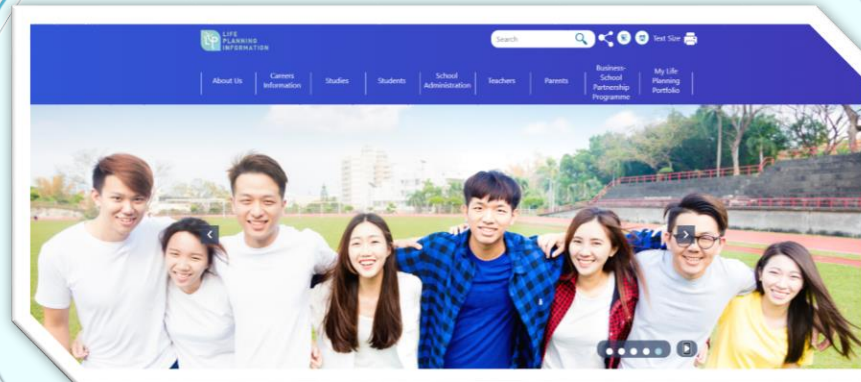 LIFE
PLANNING
INFORMATION
Search
Text Size
About Us
Careers
Information
Studies
Students
School
Administration
Teachers
Parents
Business-
School
Partnership
Programme
My Life
Planning
Portfolio